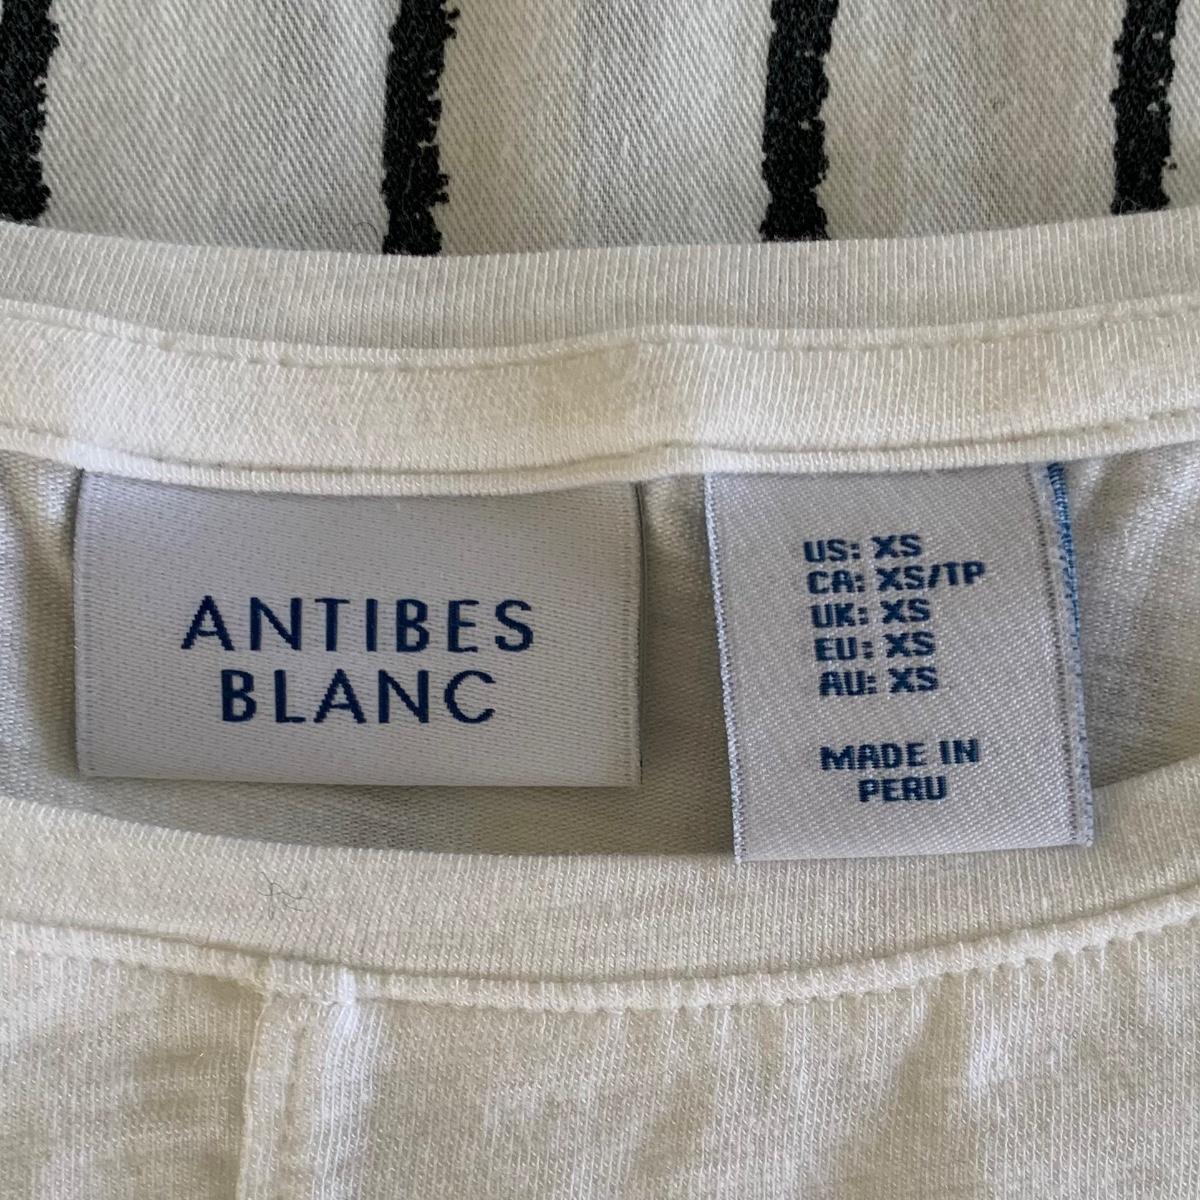 ANTIBES
BLANC
US: XS
CA: XS/TP
UK: XS
EU: XS
AU: XS
MADE IN
PERU